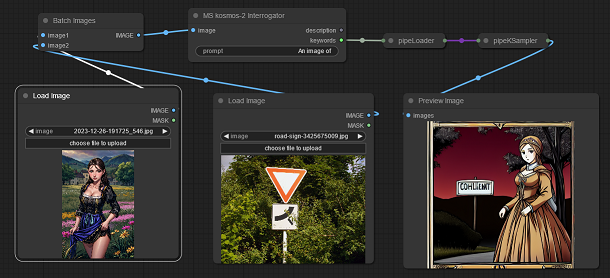 Batch Images
image1
IMAGE
image2
MS kosmos-2 Interrogator
image
description
keywords
prompt
An image of
pipeLoader
pipeKSampler
Load Image
IMAGE
MASK
image
2023-12-26-191725_546.jpg
choose file to upload
Load Image
IMAGE
MASK
image
road-sign-3425675009.jpg
choose file to upload
Preview Image
images